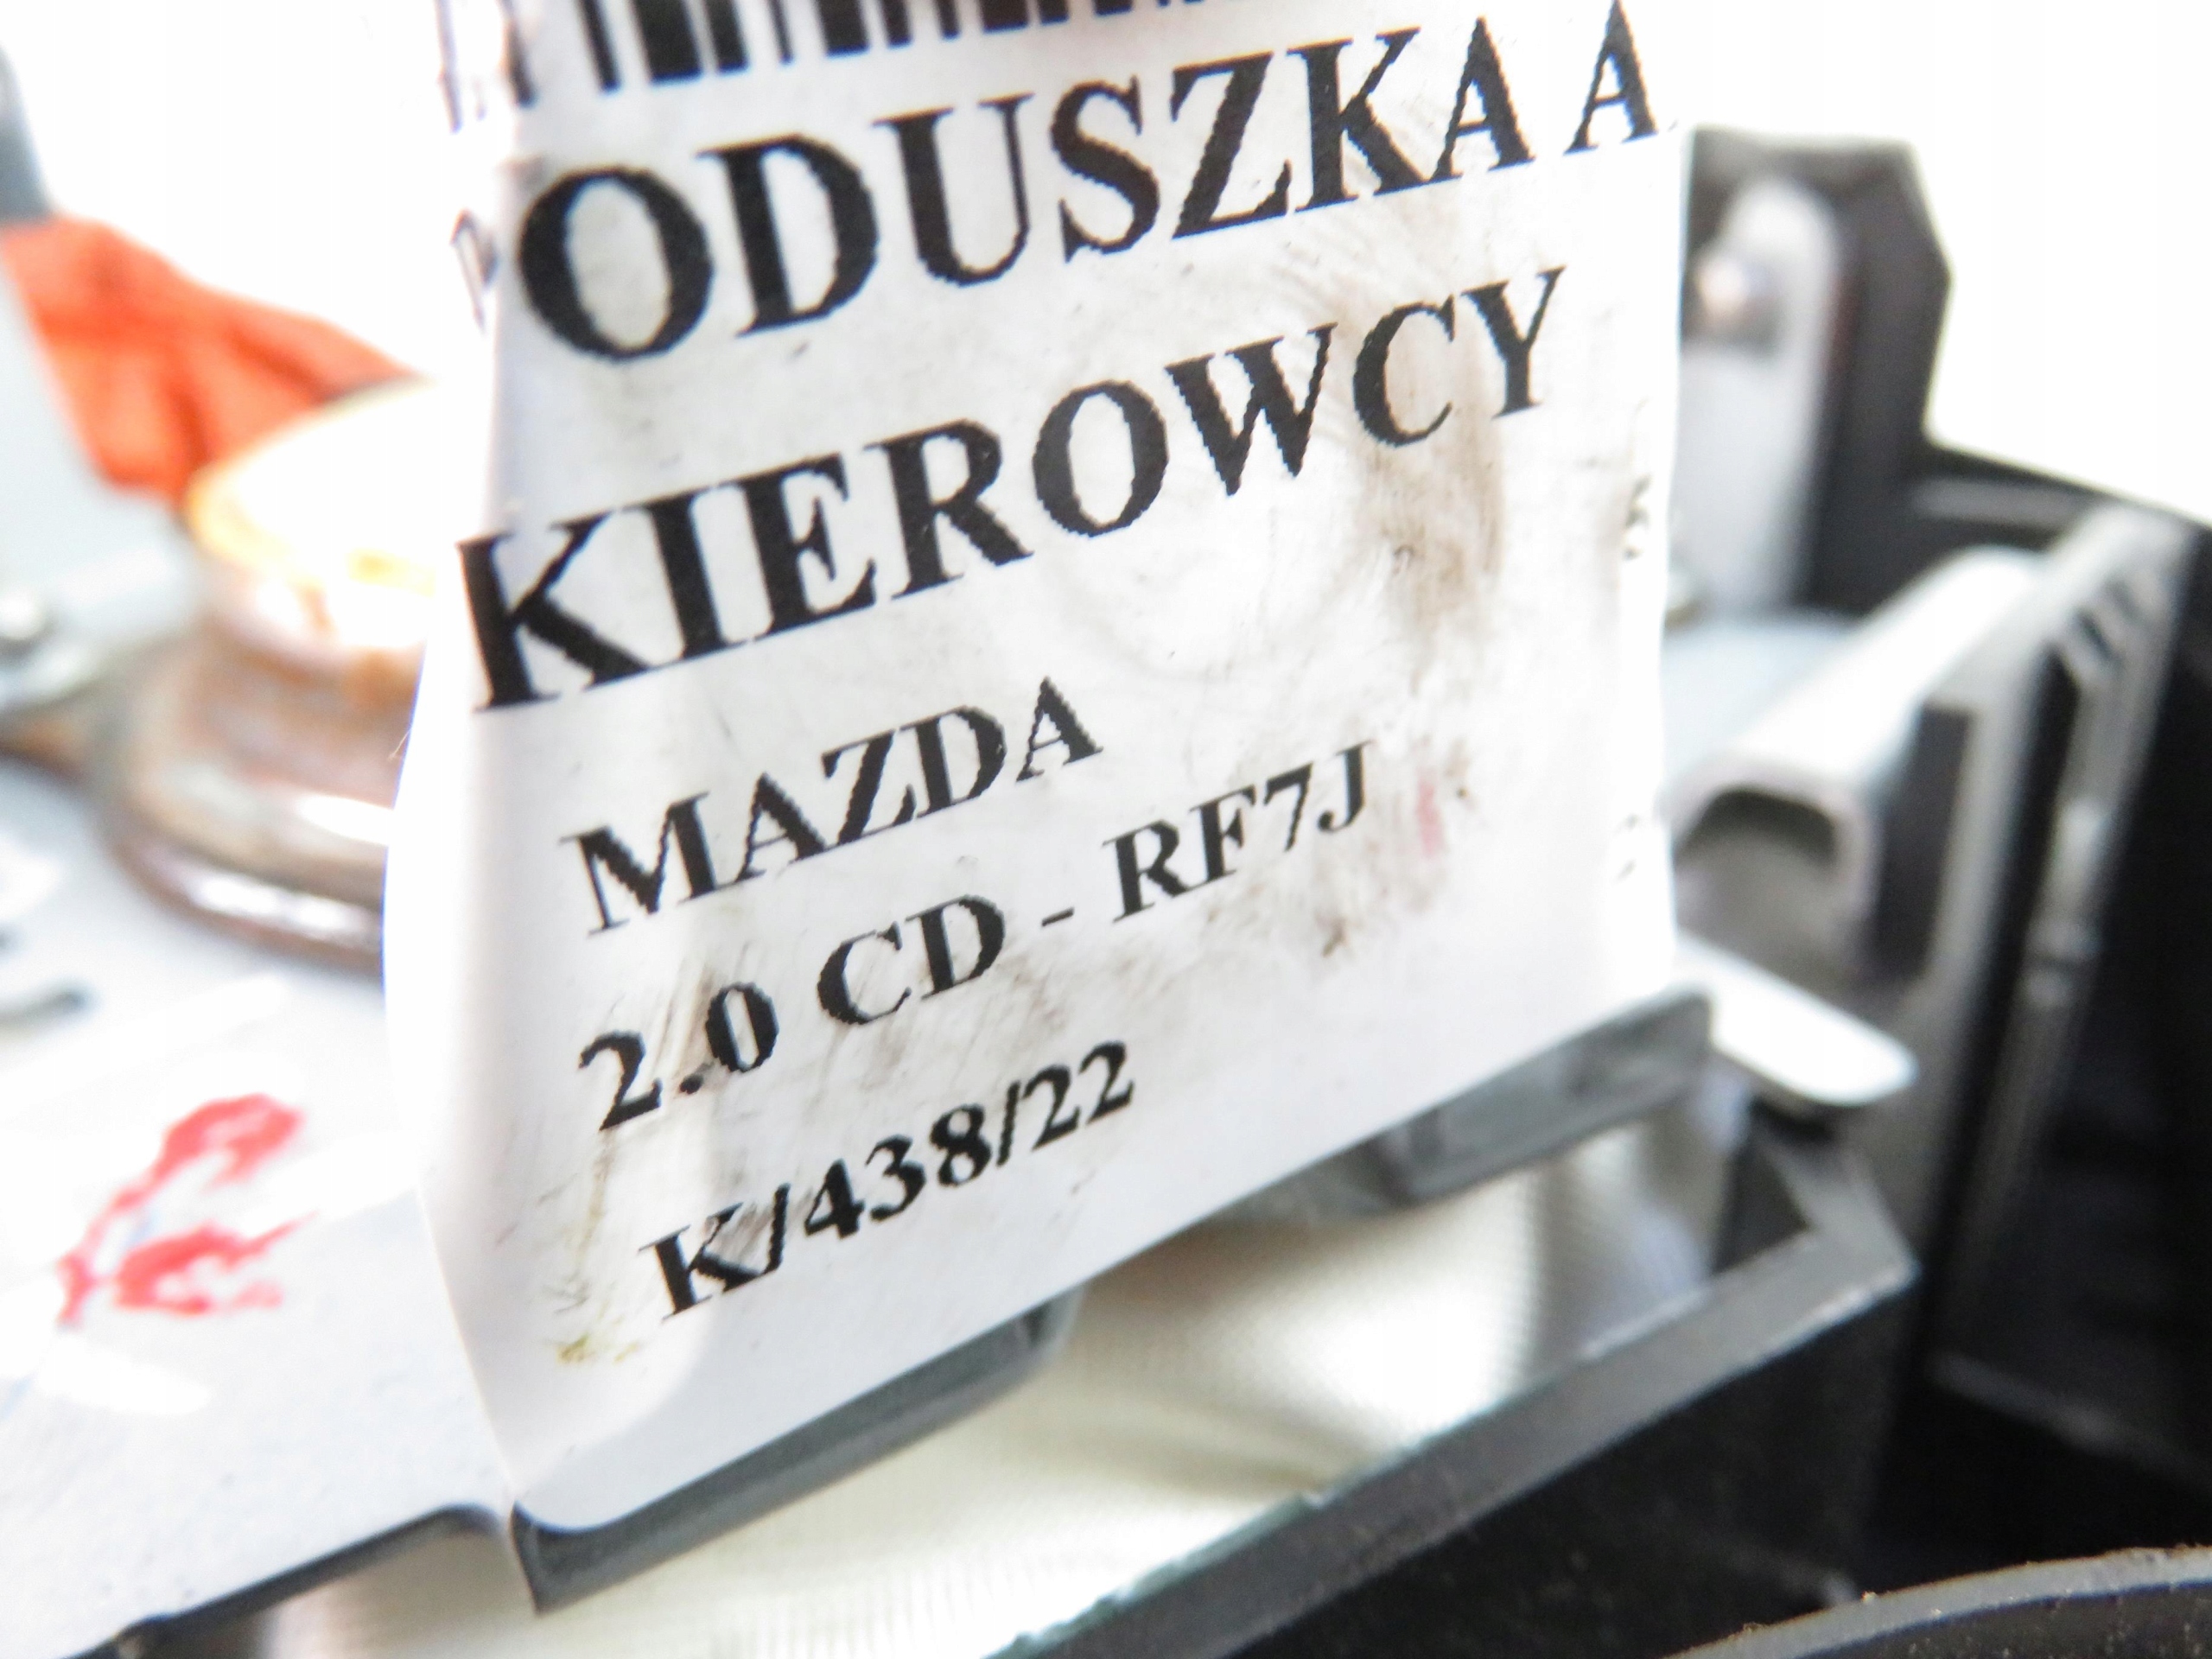 PODUSZKA A
KIEROWCY
MAZDA
2.0 CD - RF7J
K/438/22